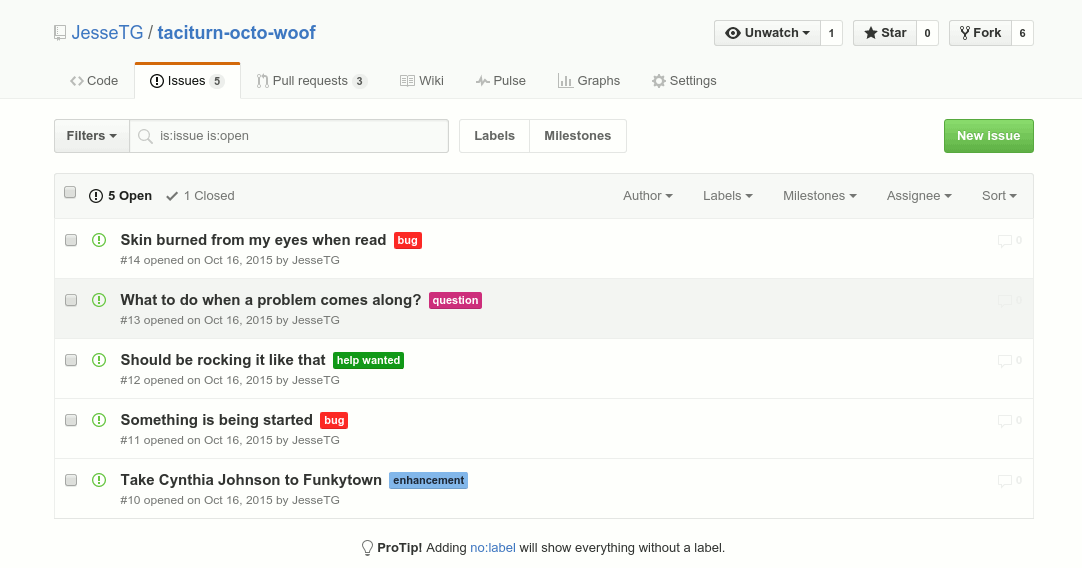 JesseTG / taciturn-octo-woof
Unwatch 1 Star 0 Fork 6
Code Issues 5 Pull requests 3 Wiki Pulse Graphs Settings
Filters is:issue is:open Labels Milestones New issue
5 Open 1 Closed Author Labels Milestones Assignee Sort
Skin burned from my eyes when read bug 0
#14 opened on Oct 16, 2015 by JesseTG
What to do when a problem comes along? question 0
#13 opened on Oct 16, 2015 by JesseTG
Should be rocking it like that help wanted 0
#12 opened on Oct 16, 2015 by JesseTG
Something is being started bug 0
#11 opened on Oct 16, 2015 by JesseTG
Take Cynthia Johnson to Funkytown enhancement 0
#10 opened on Oct 16, 2015 by JesseTG
ProTip! Adding no:label will show everything without a label.